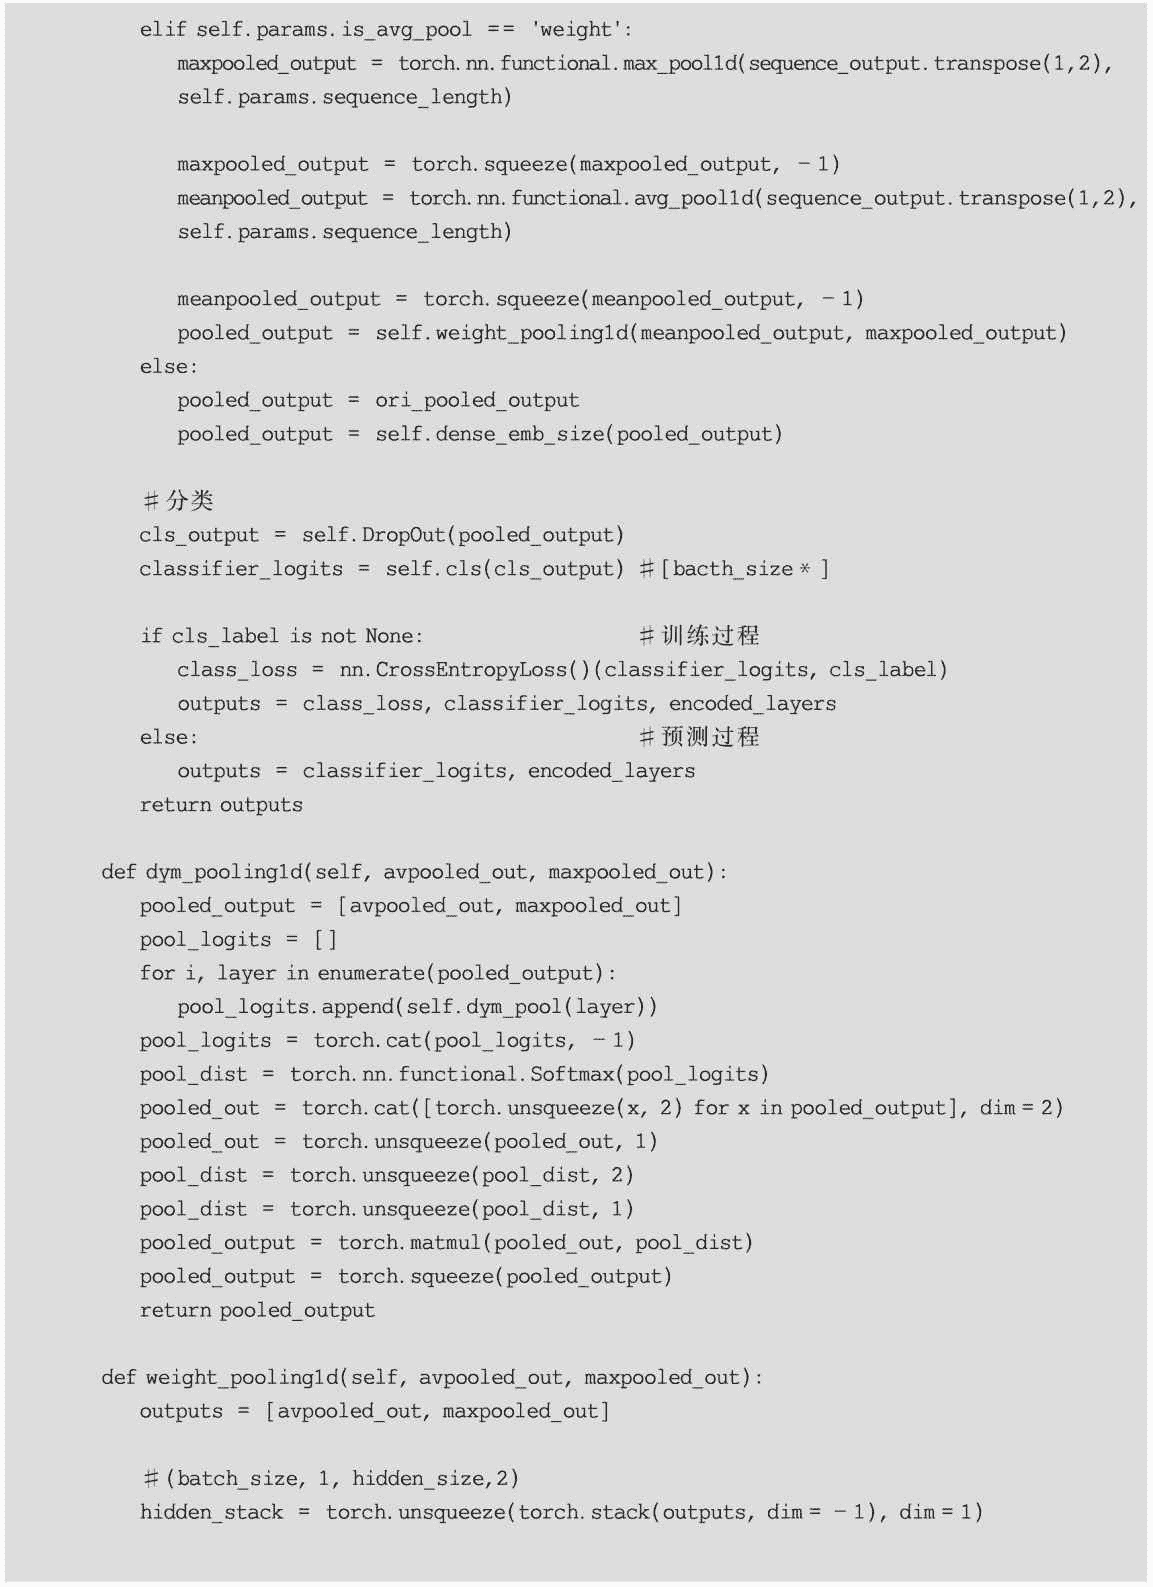 elif self.params.is_avg_pool == 'weight':
maxpooled_output = torch.nn.functional.max_pool1d(sequence_output.transpose(1,2),
self.params.sequence_length)
maxpooled_output = torch.squeeze(maxpooled_output, -1)
meanpooled_output = torch.nn.functional.avg_pool1d(sequence_output.transpose(1,2),
self.params.sequence_length)
meanpooled_output = torch.squeeze(meanpooled_output, -1)
pooled_output = self.weight_pooling1d(meanpooled_output, maxpooled_output)
else:
pooled_output = ori_pooled_output
pooled_output = self.dense_emb_size(pooled_output)
#分类
cls_output = self.DropOut(pooled_output)
classifier_logits = self.cls(cls_output) #[bacth_size* ]
if cls_label is not None: #训练过程
class_loss = nn.CrossEntropyLoss()(classifier_logits, cls_label)
outputs = class_loss, classifier_logits, encoded_layers
else: #预测过程
outputs = classifier_logits, encoded_layers
return outputs
def dym_pooling1d(self, avpooled_out, maxpooled_out):
pooled_output = [avpooled_out, maxpooled_out]
pool_logits = []
for i, layer in enumerate(pooled_output):
pool_logits.append(self.dym_pool(layer))
pool_logits = torch.cat(pool_logits, -1)
pool_dist = torch.nn.functional.Softmax(pool_logits)
pooled_out = torch.cat([torch.unsqueeze(x, 2) for x in pooled_output], dim=2)
pooled_out = torch.unsqueeze(pooled_out, 1)
pool_dist = torch.unsqueeze(pool_dist, 2)
pool_dist = torch.unsqueeze(pool_dist, 1)
pooled_output = torch.matmul(pooled_out, pool_dist)
pooled_output = torch.squeeze(pooled_output)
return pooled_output
def weight_pooling1d(self, avpooled_out, maxpooled_out):
outputs = [avpooled_out, maxpooled_out]
#(batch_size, 1, hidden_size,2)
hidden_stack = torch.unsqueeze(torch.stack(outputs, dim=-1), dim=1)